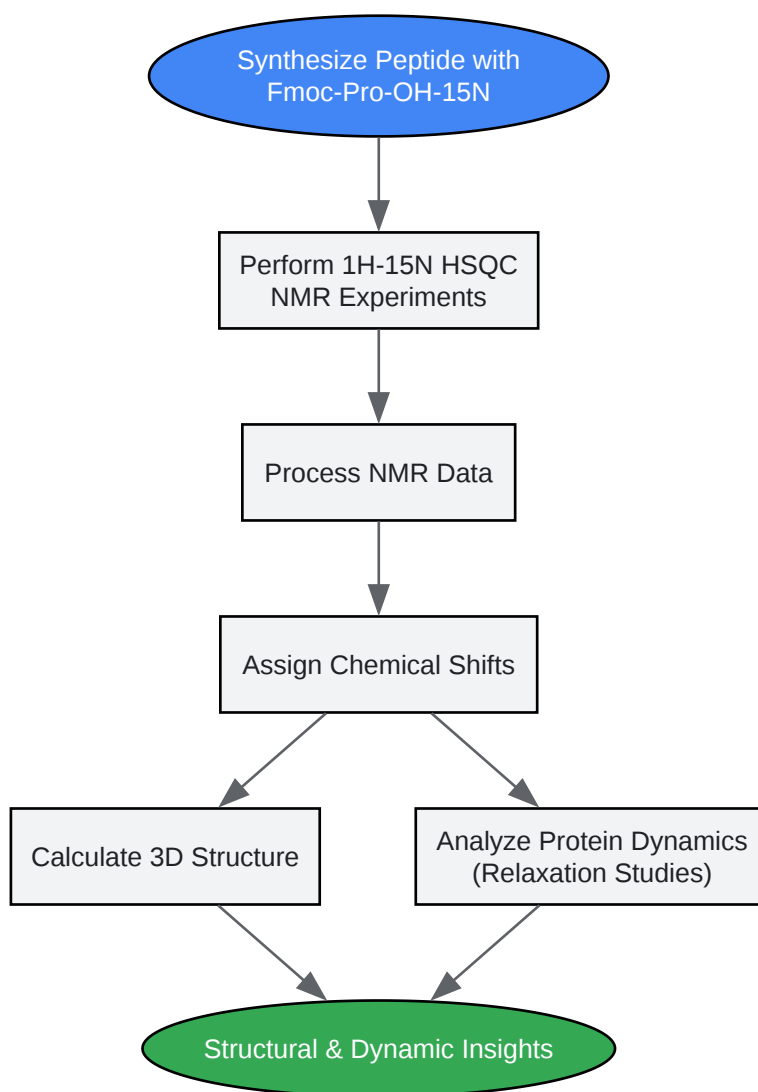 Synthesize Peptide with
Fmoc-Pro-OH-15N
Perform 1H-15N HSQC
NMR Experiments
Process NMR Data
Assign Chemical Shifts
Calculate 3D Structure
Analyze Protein Dynamics
(Relaxation Studies)
Structural & Dynamic Insights